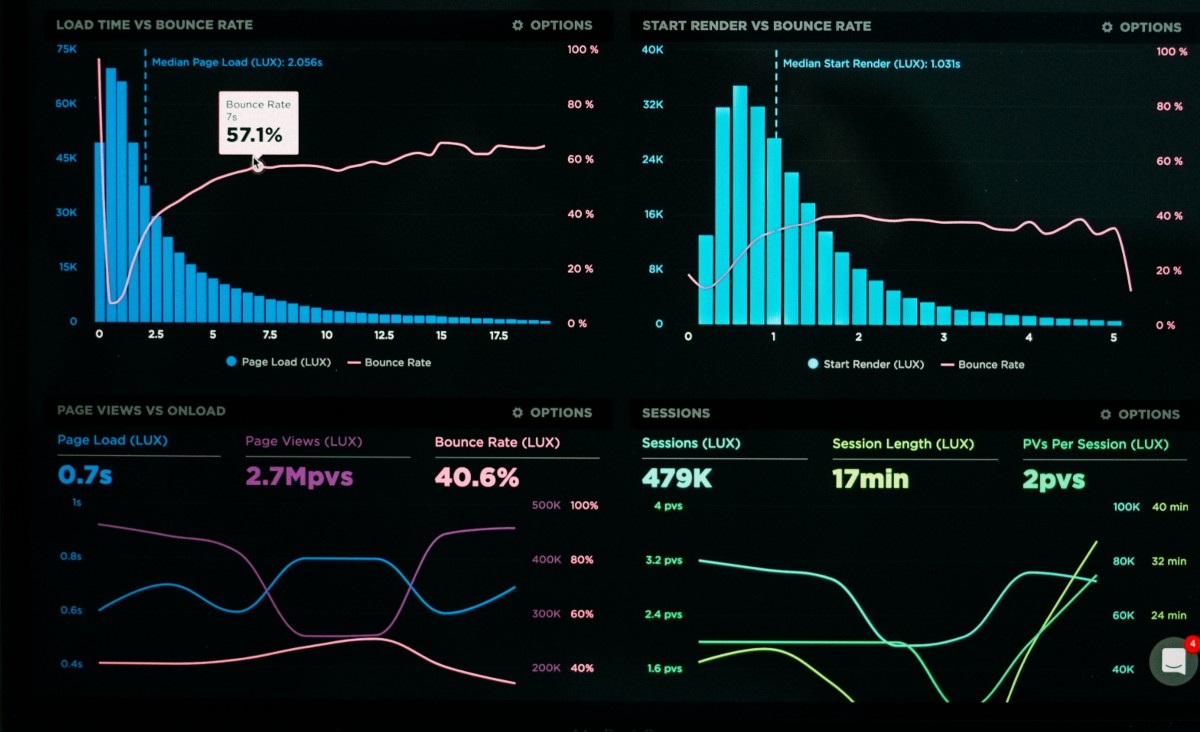 LOAD TIME VS BOUNCE RATE
OPTIONS
75K
60K
45K
30K
15K
0
Median Page Load (LUX): 2.056s
Bounce Rate
7s
57.1%
100 %
80 %
60 %
40 %
20 %
0 %
0 2.5 5 7.5 10 12.5 15 17.5
Page Load (LUX) Bounce Rate
START RENDER VS BOUNCE RATE
OPTIONS
40K
32K
24K
16K
8K
0
Median Start Render (LUX): 1.031s
100 %
80 %
60 %
40 %
20 %
0 %
0 1 2 3 4 5
Start Render (LUX) Bounce Rate
PAGE VIEWS VS ONLOAD
OPTIONS
Page Load (LUX) Page Views (LUX) Bounce Rate (LUX)
0.7s 2.7Mpvs 40.6%
1s 500K 100%
0.8s 400K 80%
0.6s 300K 60%
0.4s 200K 40%
SESSIONS
OPTIONS
Sessions (LUX) Session Length (LUX) PVs Per Session (LUX)
479K 17min 2pvs
4 pvs 100K 40 min
3.2 pvs 80K 32 min
2.4 pvs 60K 24 min
1.6 pvs 40K
4